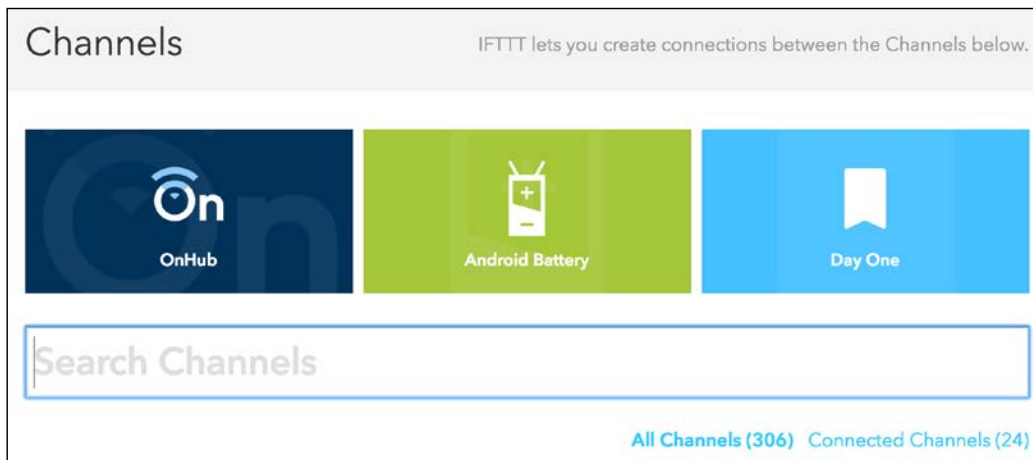 Channels
IFTTT lets you create connections between the Channels below.
On
OnHub
Android Battery
Day One
Search Channels
All Channels (306) Connected Channels (24)